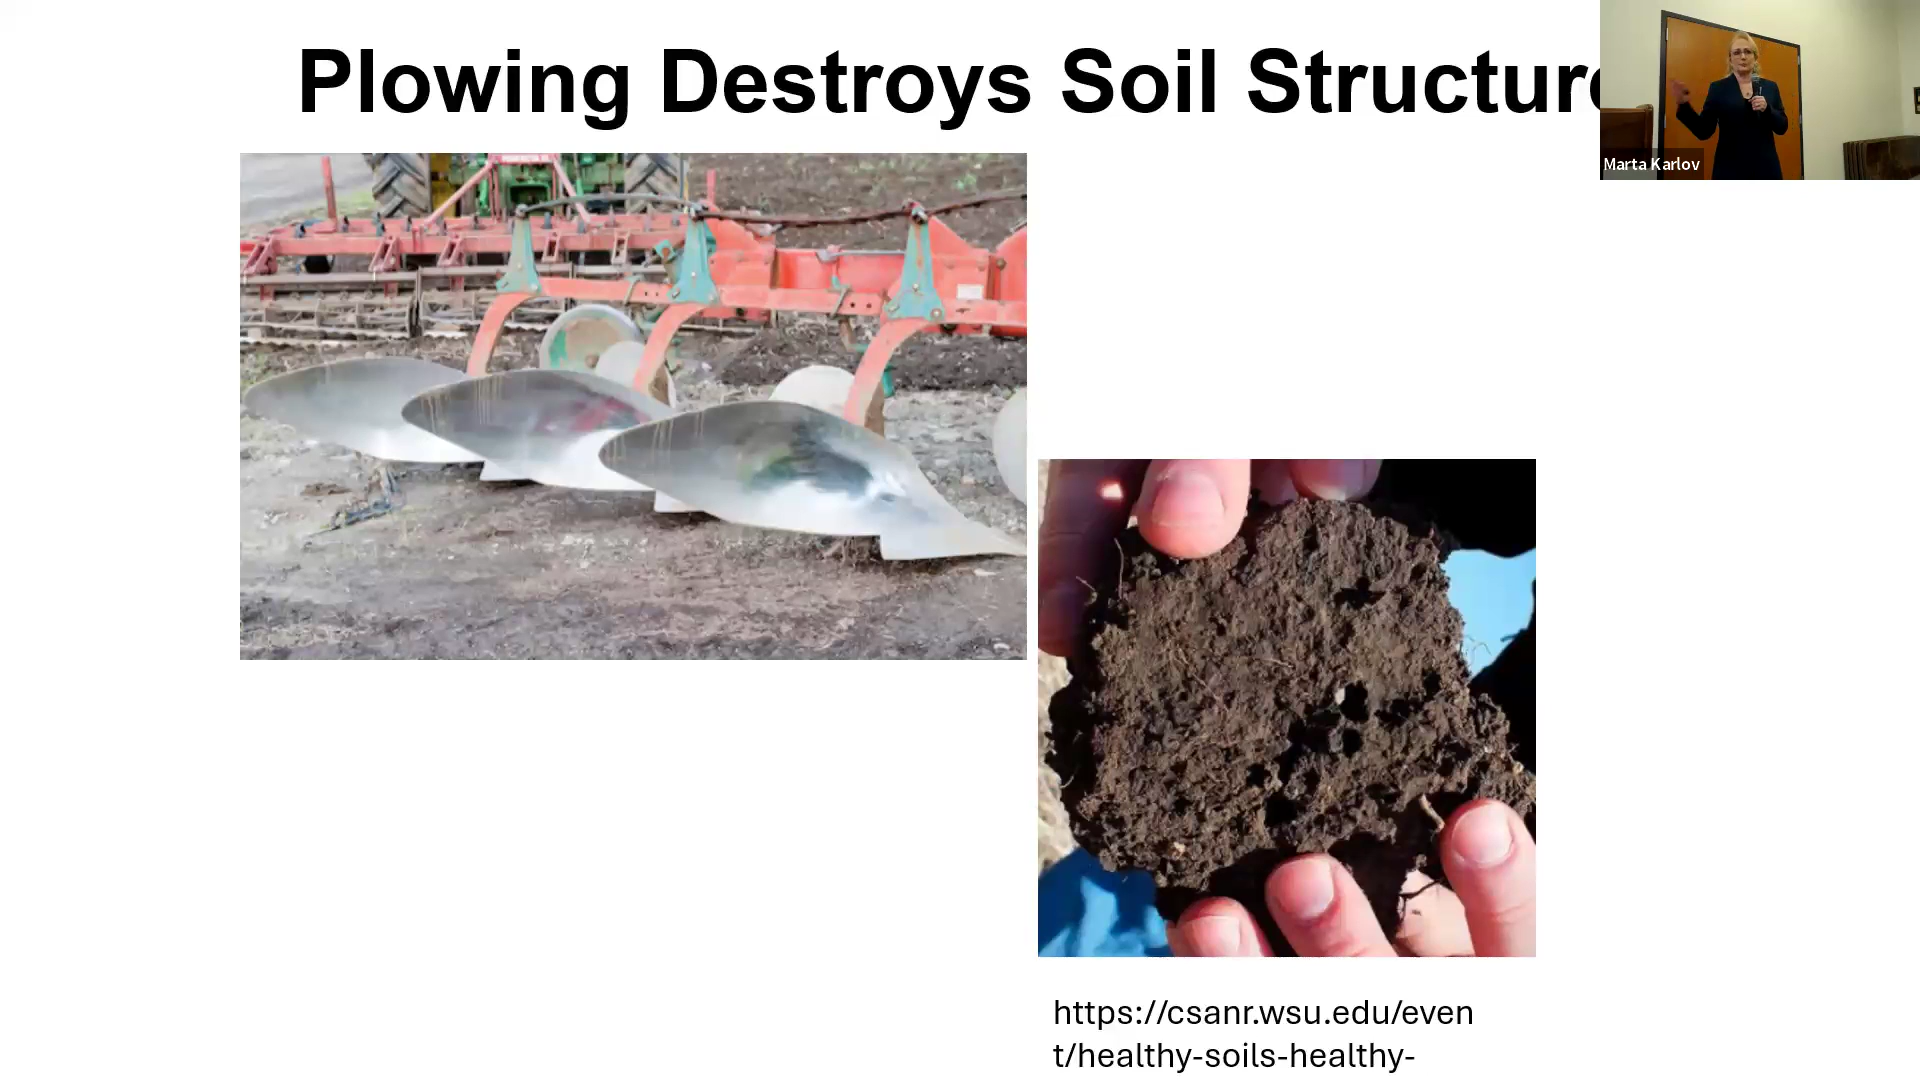 Plowing Destroys Soil Structure
Marta Karlov
https://csanr.wsu.edu/even
t/healthy-soils-healthy-